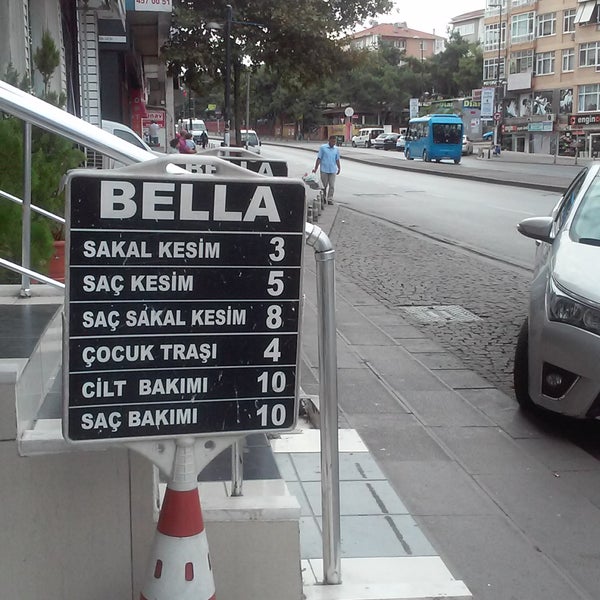 BELLA
SAKAL KESİM 3
SAÇ KESİM 5
SAÇ SAKAL KESİM 8
ÇOCUK TRAŞI 4
CİLT BAKIMI 10
SAÇ BAKIMI 10